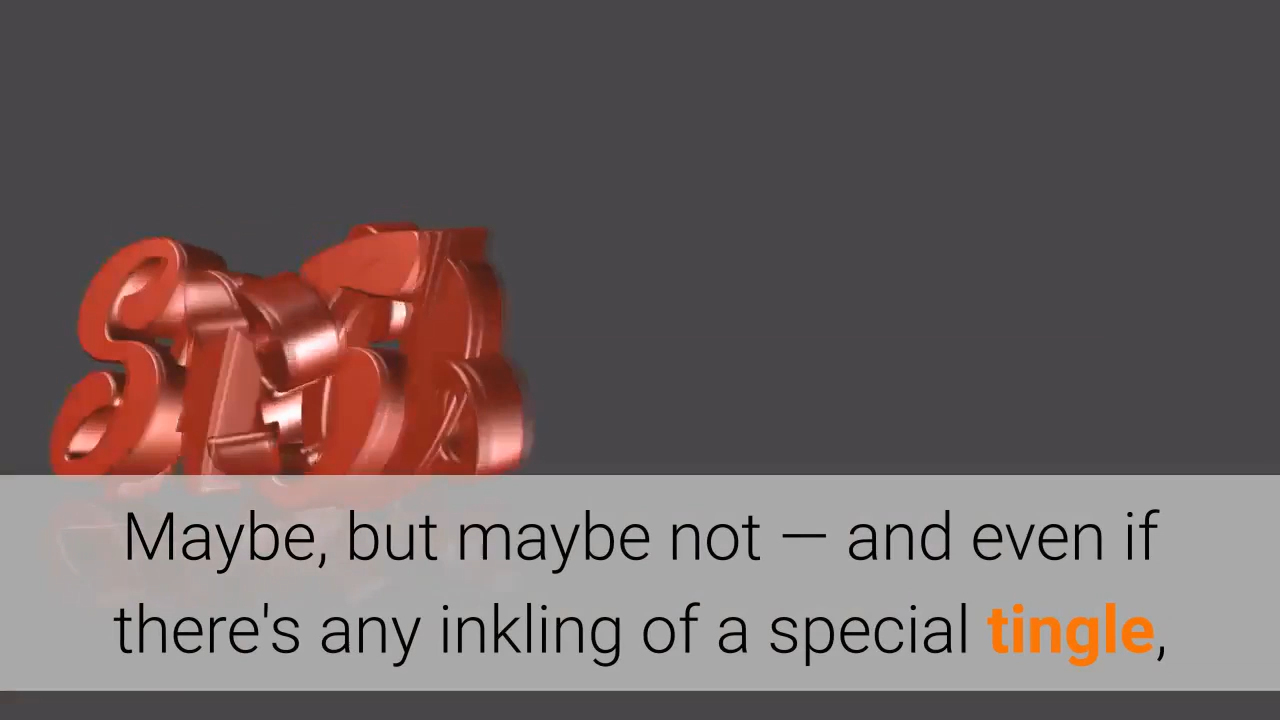 Maybe, but maybe not — and even if
there's any inkling of a special tingle,